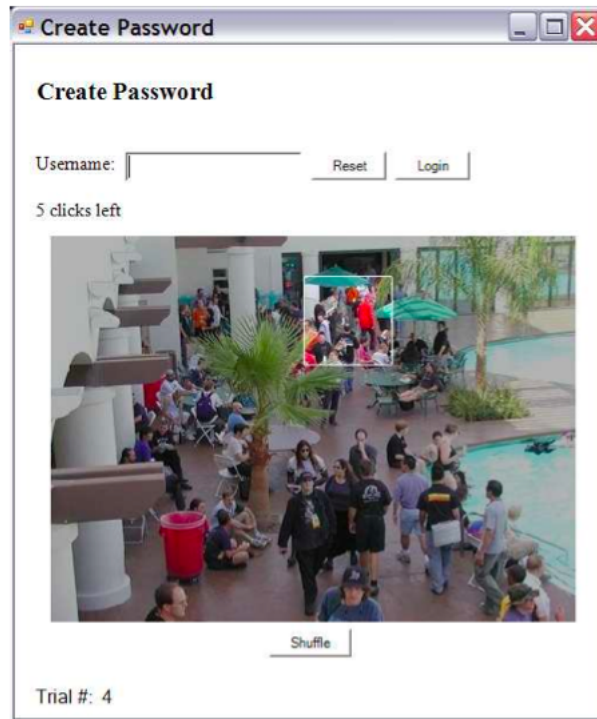 Create Password
Create Password
Username: Reset Login
5 clicks left
Shuffle
Trial #: 4